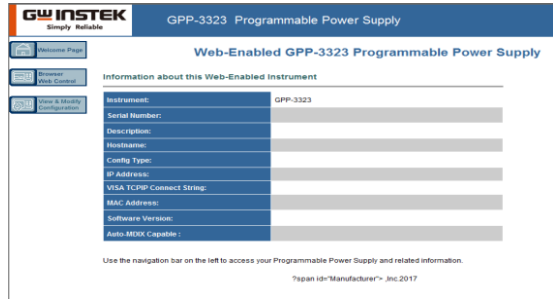 GWINSTEK
Simply Reliable
GPP-3323 Programmable Power Supply
Welcome Page
Browser
Web Control
View & Modify
Configuration
Web-Enabled GPP-3323 Programmable Power Supply
Information about this Web-Enabled Instrument
Instrument: GPP-3323
Serial Number:
Description:
Hostname:
Config Type:
IP Address:
VISA TCPIP Connect String:
MAC Address:
Software Version:
Auto-MDIX Capable :
Use the navigation bar on the left to access your Programmable Power Supply and related information.
?span id="Manufacturer"> ,Inc.2017